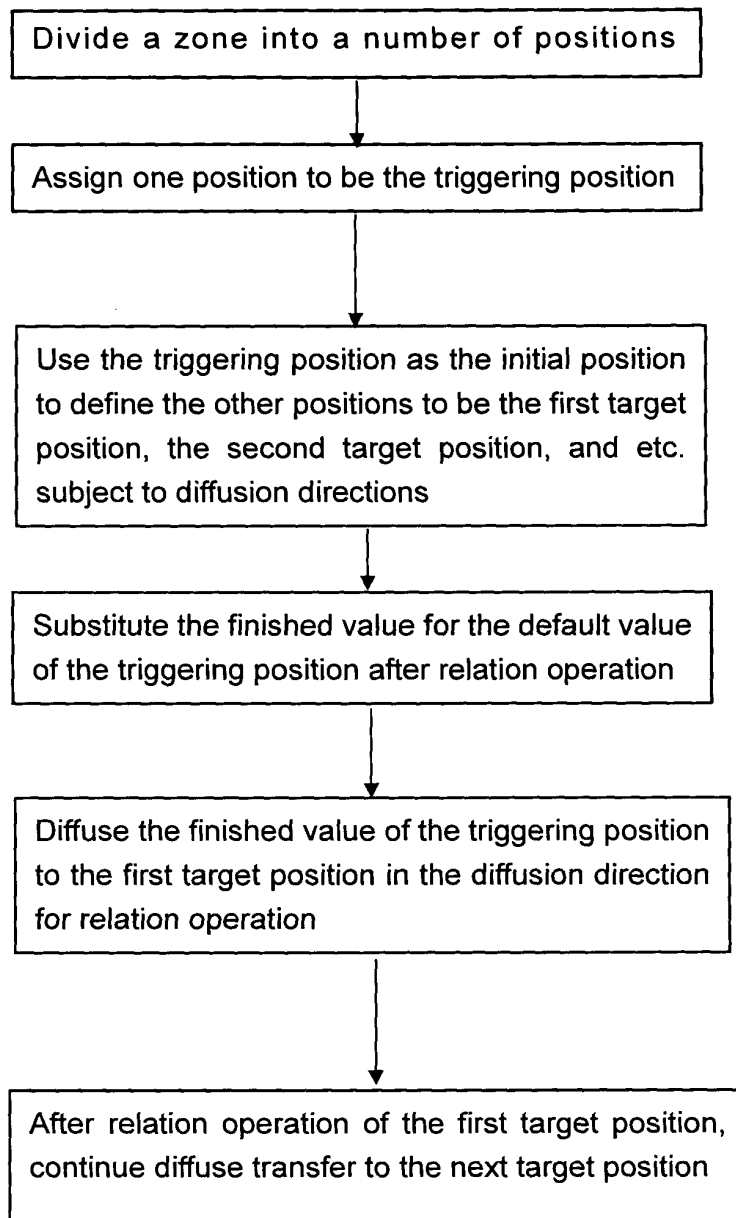 Divide a zone into a number of positions
Assign one position to be the triggering position
Use the triggering position as the initial position
to define the other positions to be the first target
position, the second target position, and etc.
subject to diffusion directions
Substitute the finished value for the default value
of the triggering position after relation operation
Diffuse the finished value of the triggering position
to the first target position in the diffusion direction
for relation operation
After relation operation of the first target position,
continue diffuse transfer to the next target position